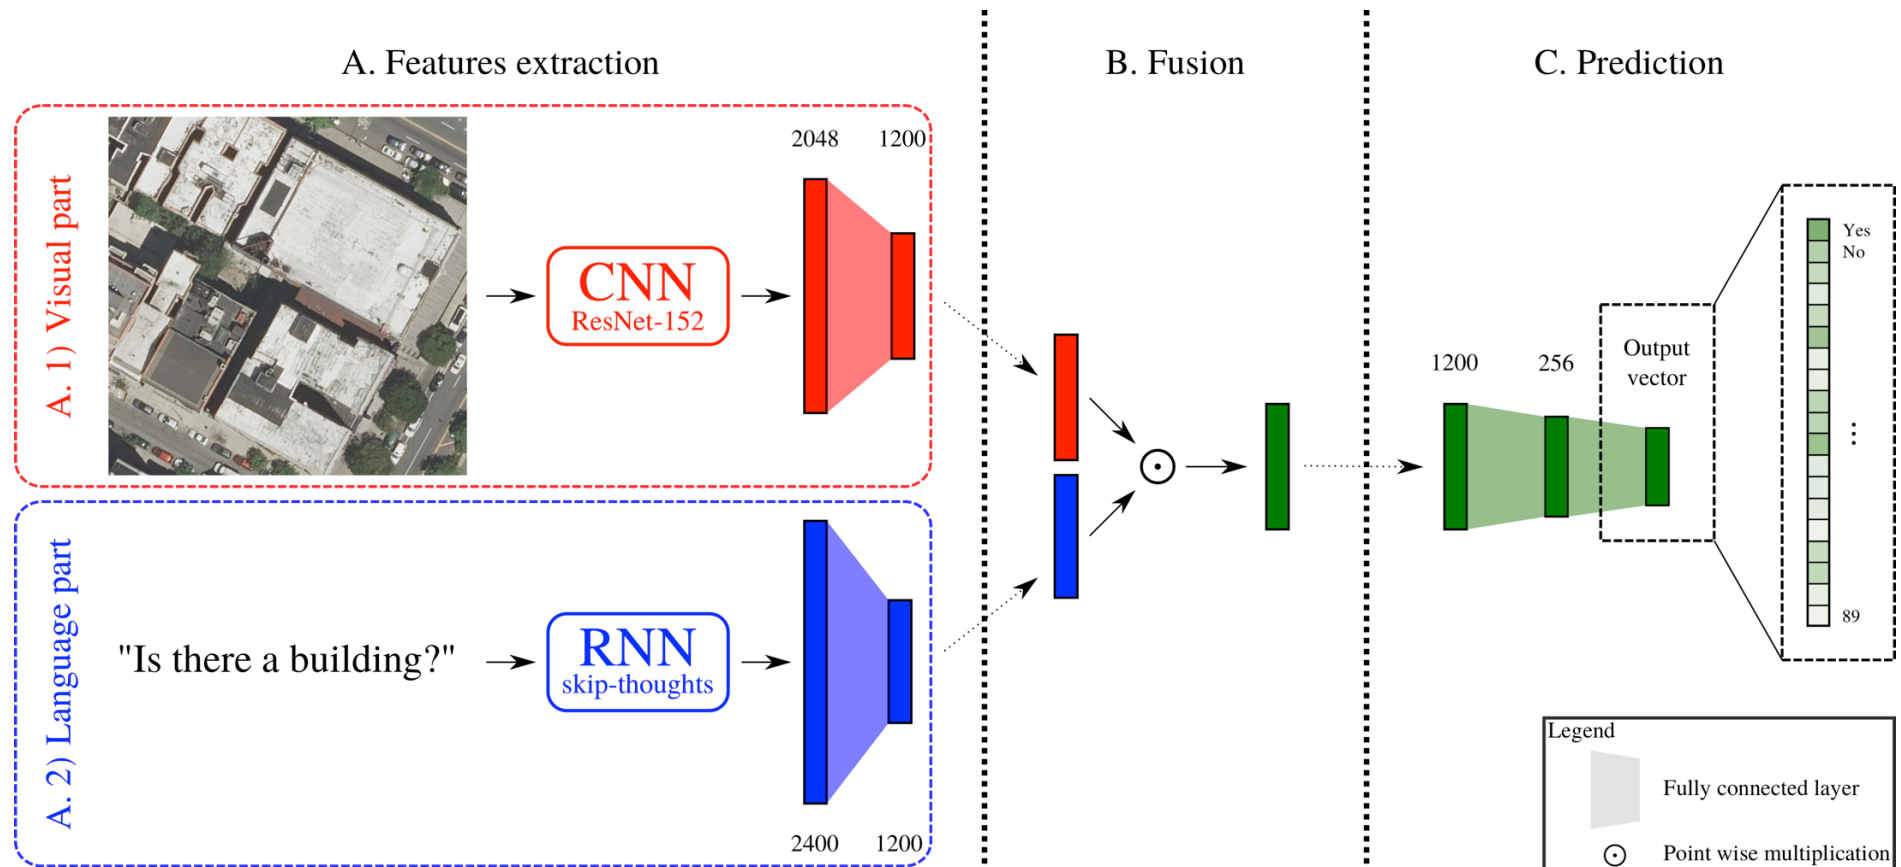 A. Features extraction
B. Fusion
C. Prediction
A. 1) Visual part
CNN
ResNet-152
2048
1200
A. 2) Language part
"Is there a building?"
RNN
skip-thoughts
2400
1200
1200
256
Output
vector
Yes
No
⋮
89
Legend
Fully connected layer
Point wise multiplication